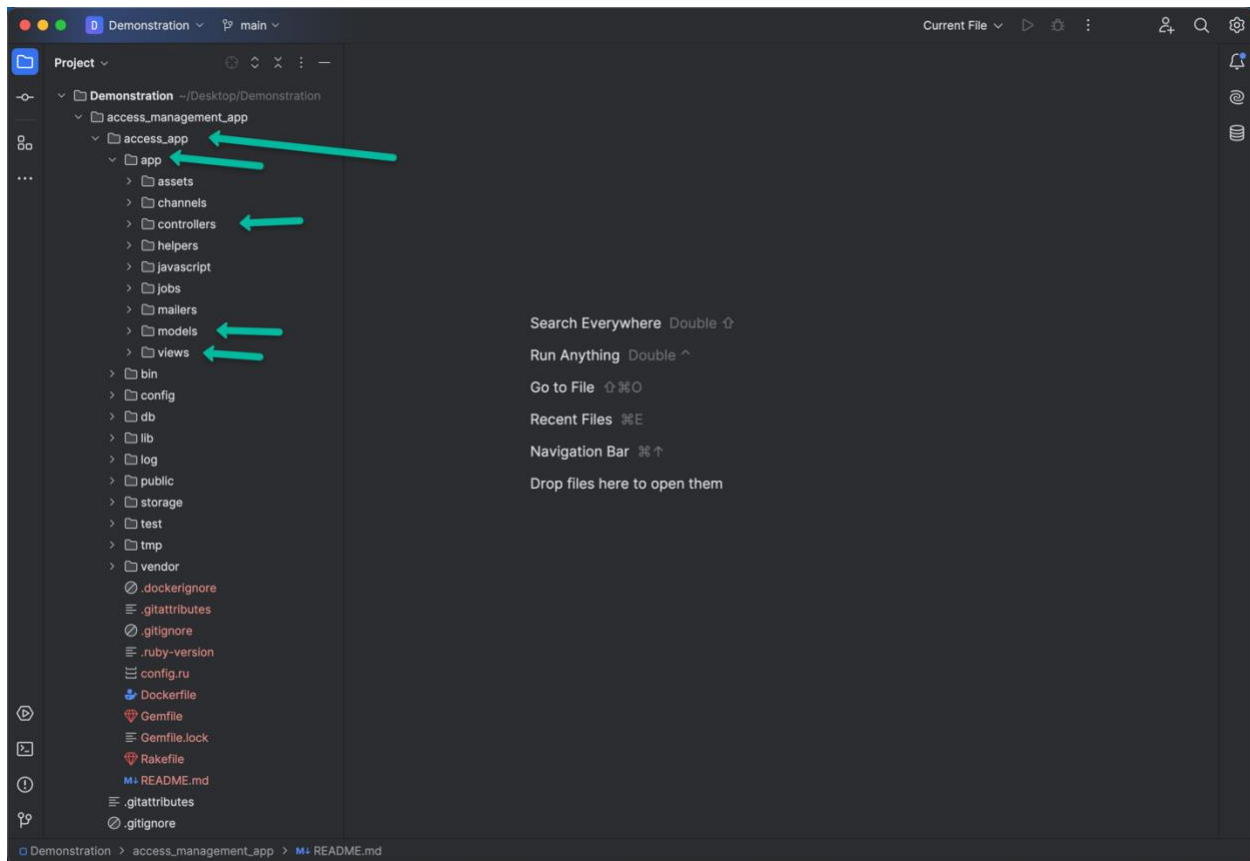 D Demonstration main Current File
Project
Demonstration ~/Desktop/Demonstration
access_management_app
access_app
app
assets
channels
controllers
helpers
javascript
jobs
mailers
models
views
bin
config
db
lib
log
public
storage
test
tmp
vendor
.dockerignore
.gitattributes
.gitignore
.ruby-version
config.ru
Dockerfile
Gemfile
Gemfile.lock
Rakefile
M↓ README.md
.gitattributes
.gitignore
Search Everywhere Double ⇧
Run Anything Double ^
Go to File ⇧⌘O
Recent Files ⌘E
Navigation Bar ⌘↑
Drop files here to open them
Demonstration > access_management_app > M↓ README.md